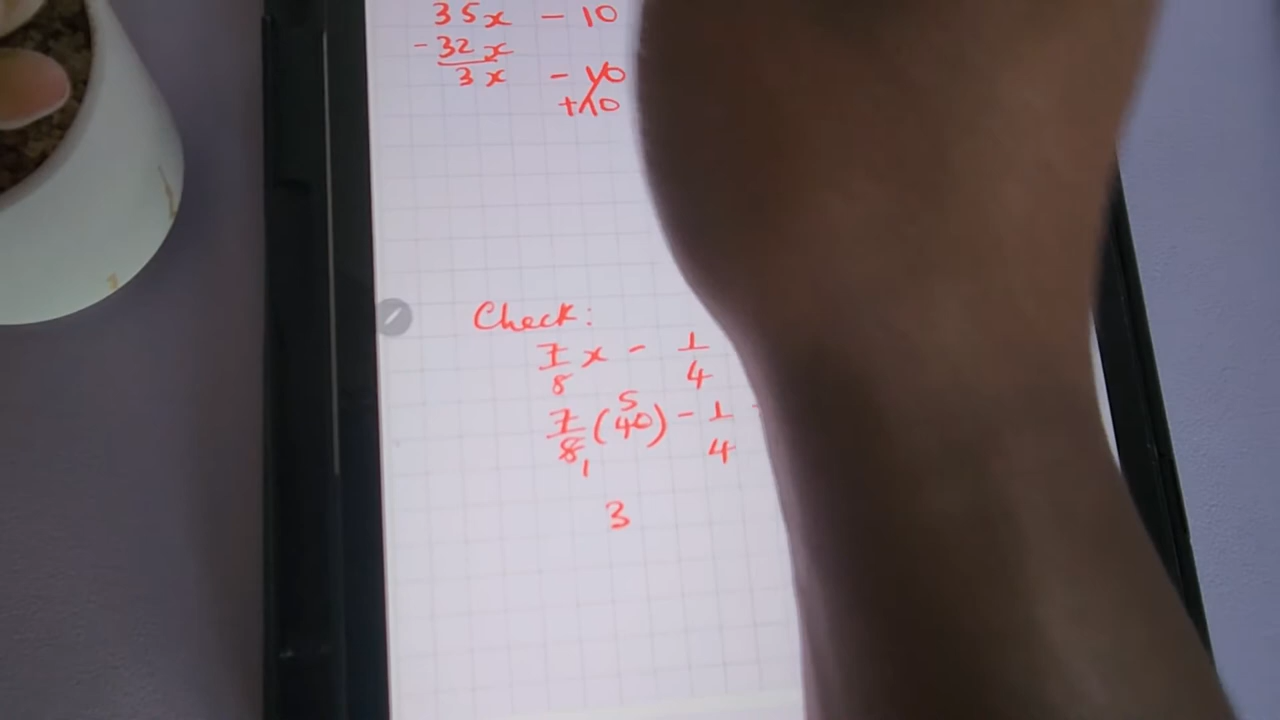 35x - 10
-32x
3x - 10
+10
Check:
7/8 x - 1/4
7/8 (40) - 1/4
5
1
3